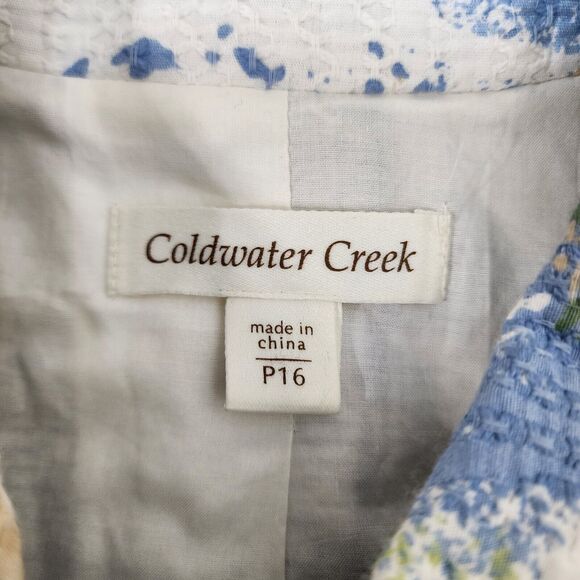 Coldwater Creek
made in
china
P16